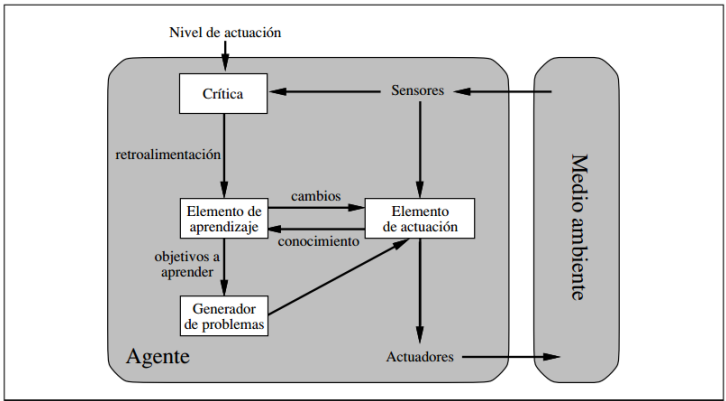 Nivel de actuación
Crítica
Sensores
retroalimentación
Elemento de
aprendizaje
cambios
conocimiento
Elemento
de actuación
objetivos a
aprender
Generador
de problemas
Agente
Actuadores
Medio ambiente